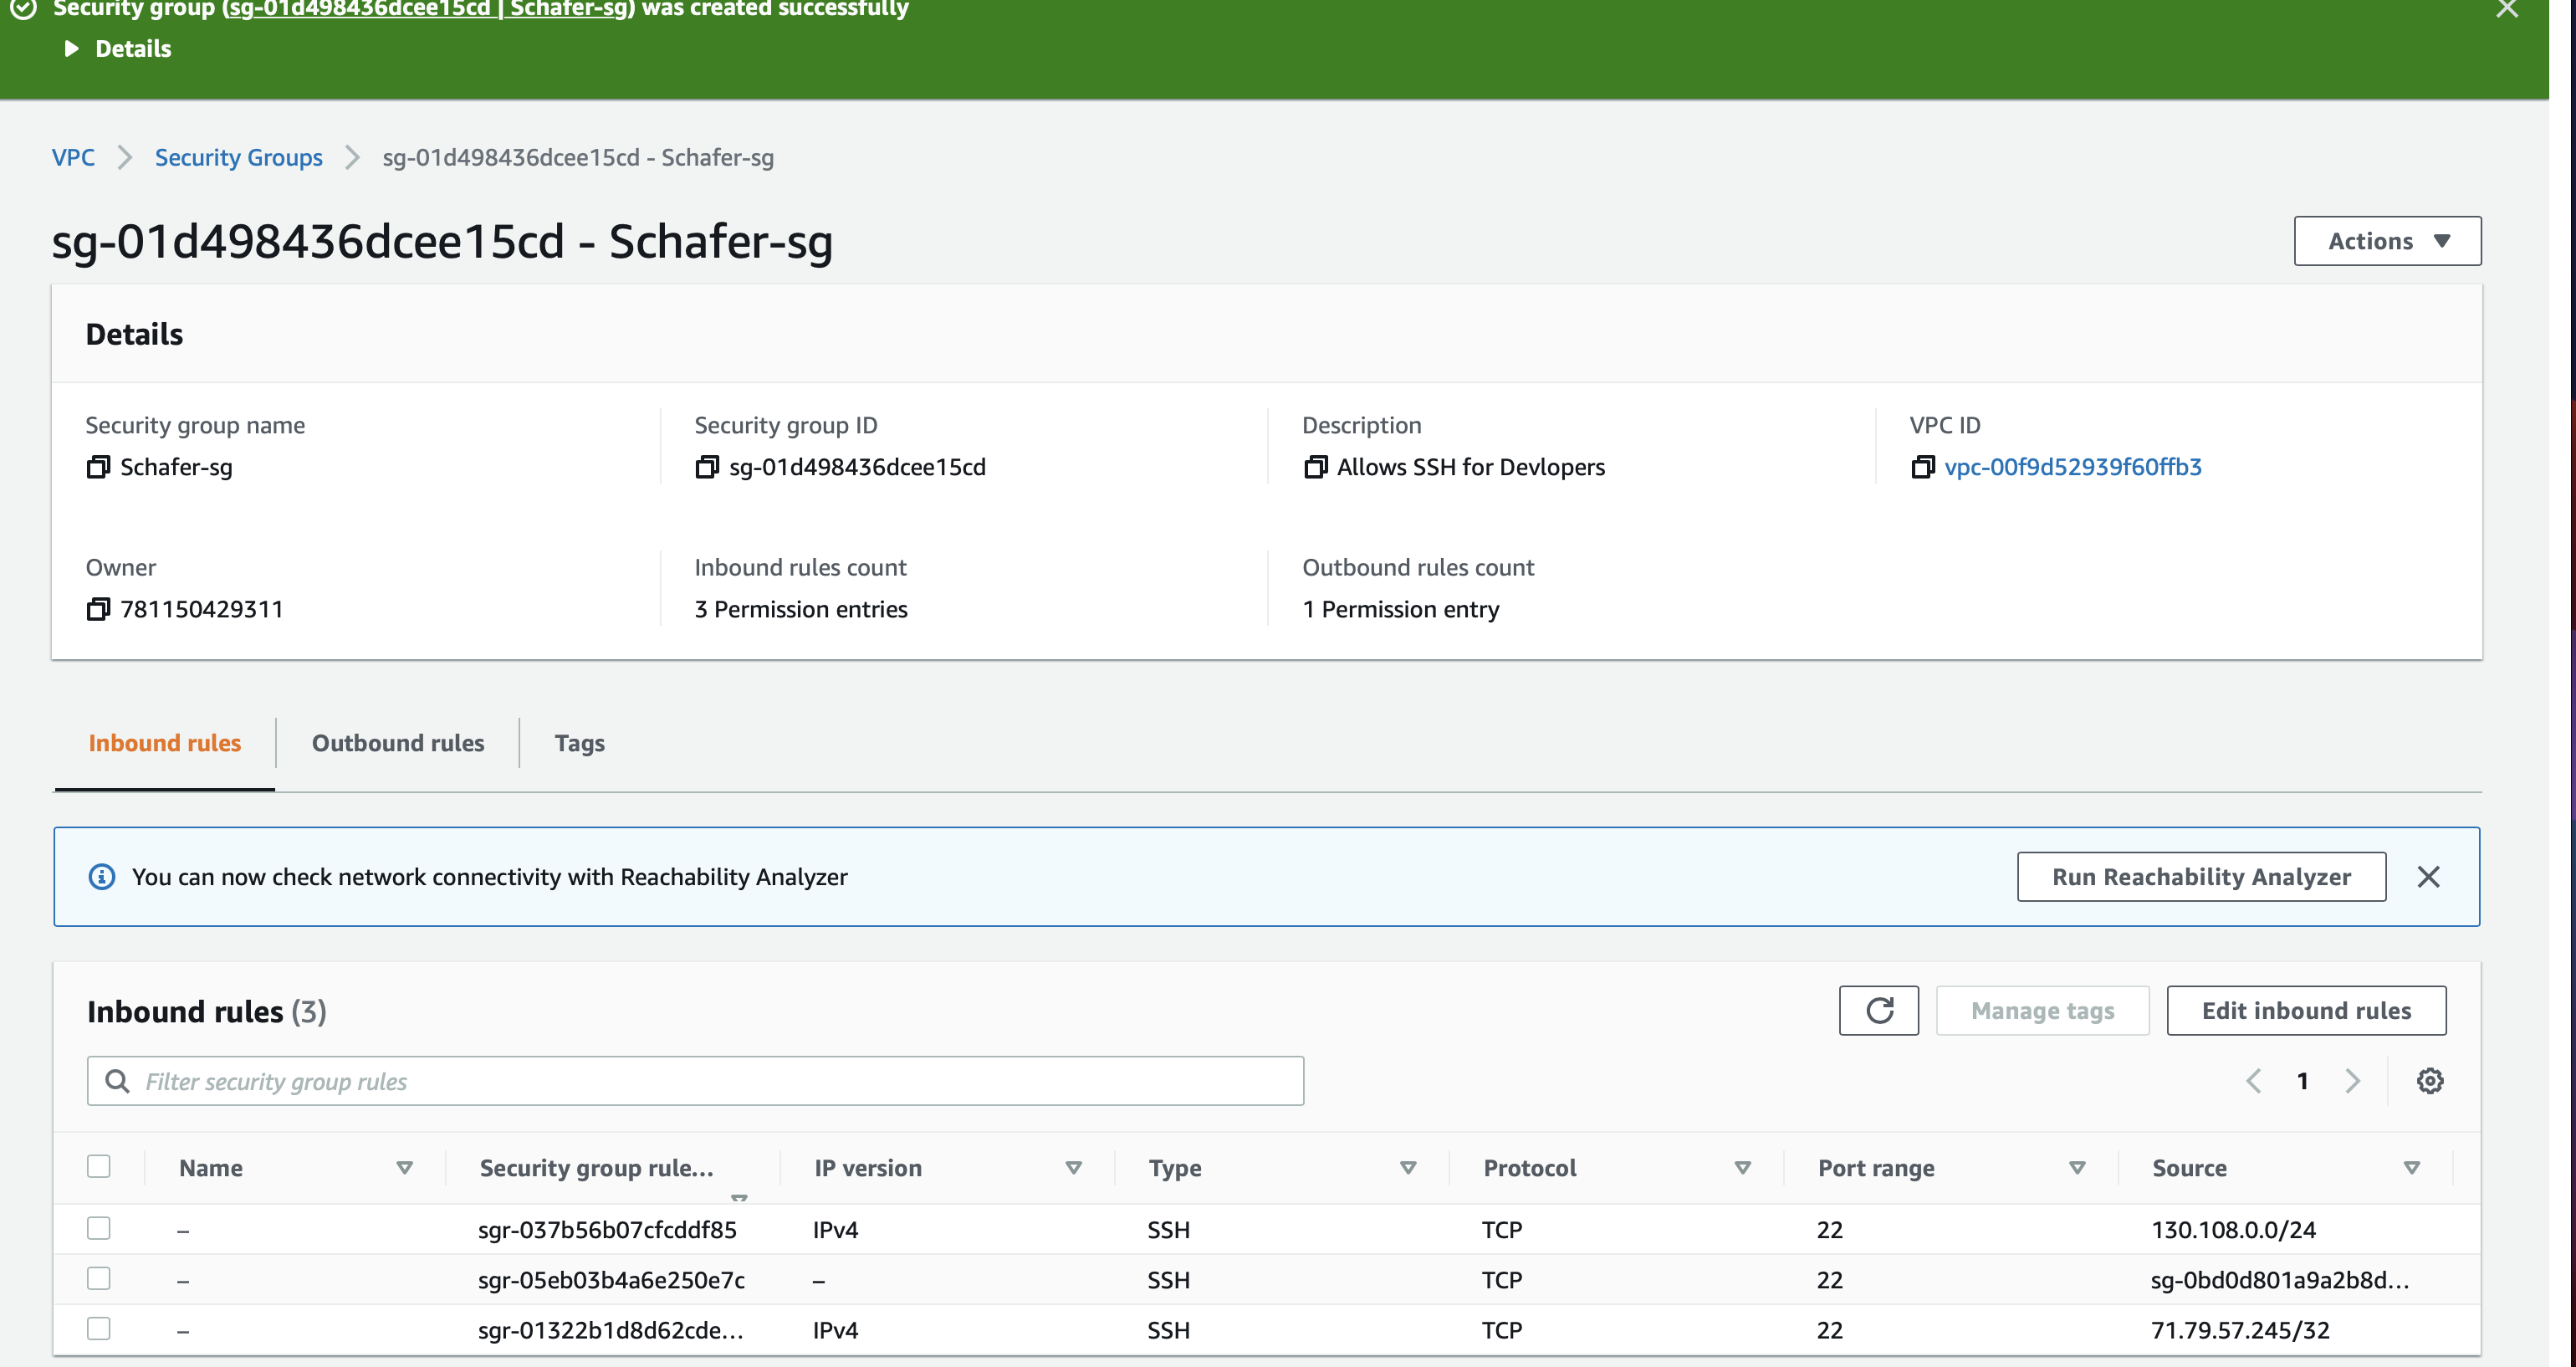 Security group (sg-01d498436dcee15cd | Schafer-sg) was created successfully
Details
VPC > Security Groups > sg-01d498436dcee15cd - Schafer-sg
sg-01d498436dcee15cd - Schafer-sg
Actions
Details
Security group name
Schafer-sg
Security group ID
sg-01d498436dcee15cd
Description
Allows SSH for Devlopers
VPC ID
vpc-00f9d52939f60ffb3
Owner
781150429311
Inbound rules count
3 Permission entries
Outbound rules count
1 Permission entry
Inbound rules Outbound rules Tags
You can now check network connectivity with Reachability Analyzer Run Reachability Analyzer
Inbound rules (3) Manage tags Edit inbound rules
Filter security group rules 1
Name Security group rule... IP version Type Protocol Port range Source
– sgr-037b56b07cfcddf85 IPv4 SSH TCP 22 130.108.0.0/24
– sgr-05eb03b4a6e250e7c – SSH TCP 22 sg-0bd0d801a9a2b8d...
– sgr-01322b1d8d62cde... IPv4 SSH TCP 22 71.79.57.245/32